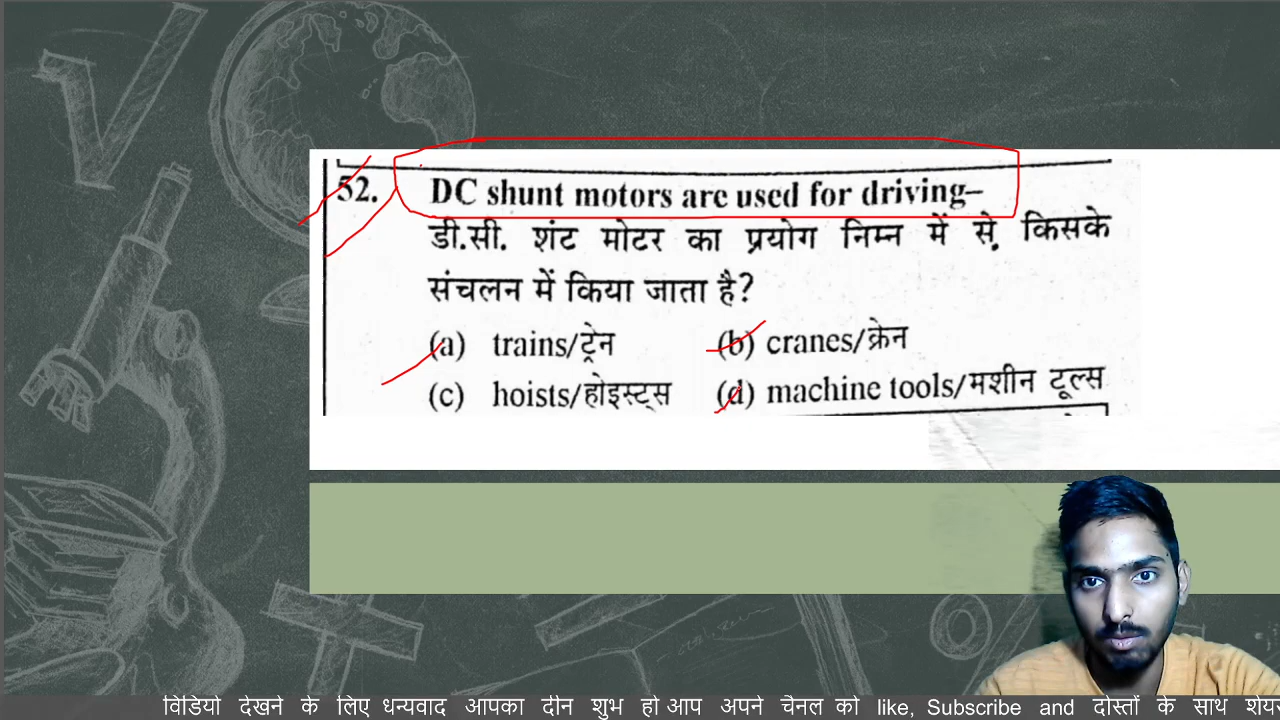 52. DC shunt motors are used for driving–
डी.सी. शंट मोटर का प्रयोग निम्न में से किसके
संचलन में किया जाता है?
(a) trains/ट्रेन (b) cranes/क्रेन
(c) hoists/होइस्ट्स (d) machine tools/मशीन टूल्स
विडियो देखने के लिए धन्यवाद आपका दीन शुभ हो आप अपने चैनल को like, Subscribe and दोस्तों के साथ शेयर